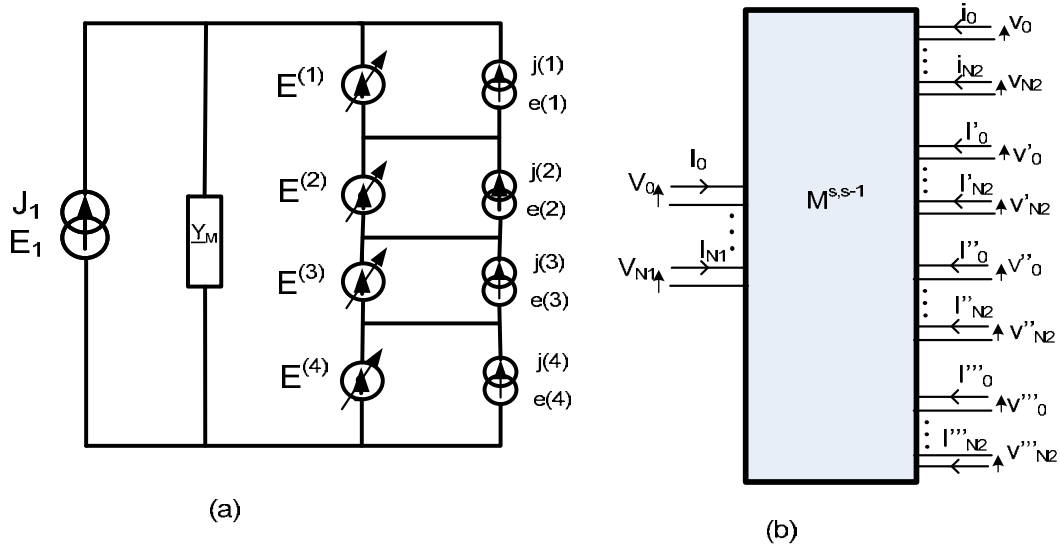 E(1)
j(1)
e(1)
E(2)
j(2)
e(2)
J1
E1
YM
E(3)
j(3)
e(3)
E(4)
j(4)
e(4)
(a)
V0
I0
VN1
IN1
Ms,s-1
i0
v0
iN2
vN2
I'0
v'0
I'N2
v'N2
I''0
v''0
I''N2
v''N2
I'''0
v'''0
I'''N2
v'''N2
(b)